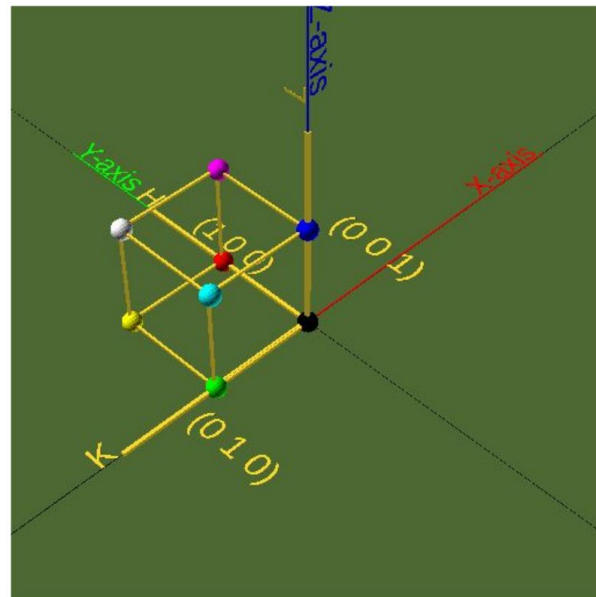 Z-axis
L
Y-axis
X-axis
H
(1 0 0)
(0 0 1)
(0 1 0)
K